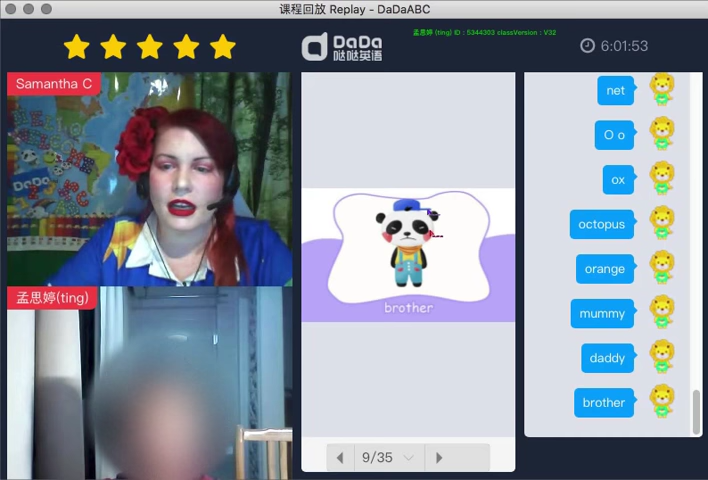 课程回放 Replay - DaDaABC
DaDa
哒哒英语
孟思婷 (ting) ID : 5344303 classVersion : V32
6:01:53
Samantha C
孟思婷(ting)
brother
9/35
net
O o
ox
octopus
orange
mummy
daddy
brother